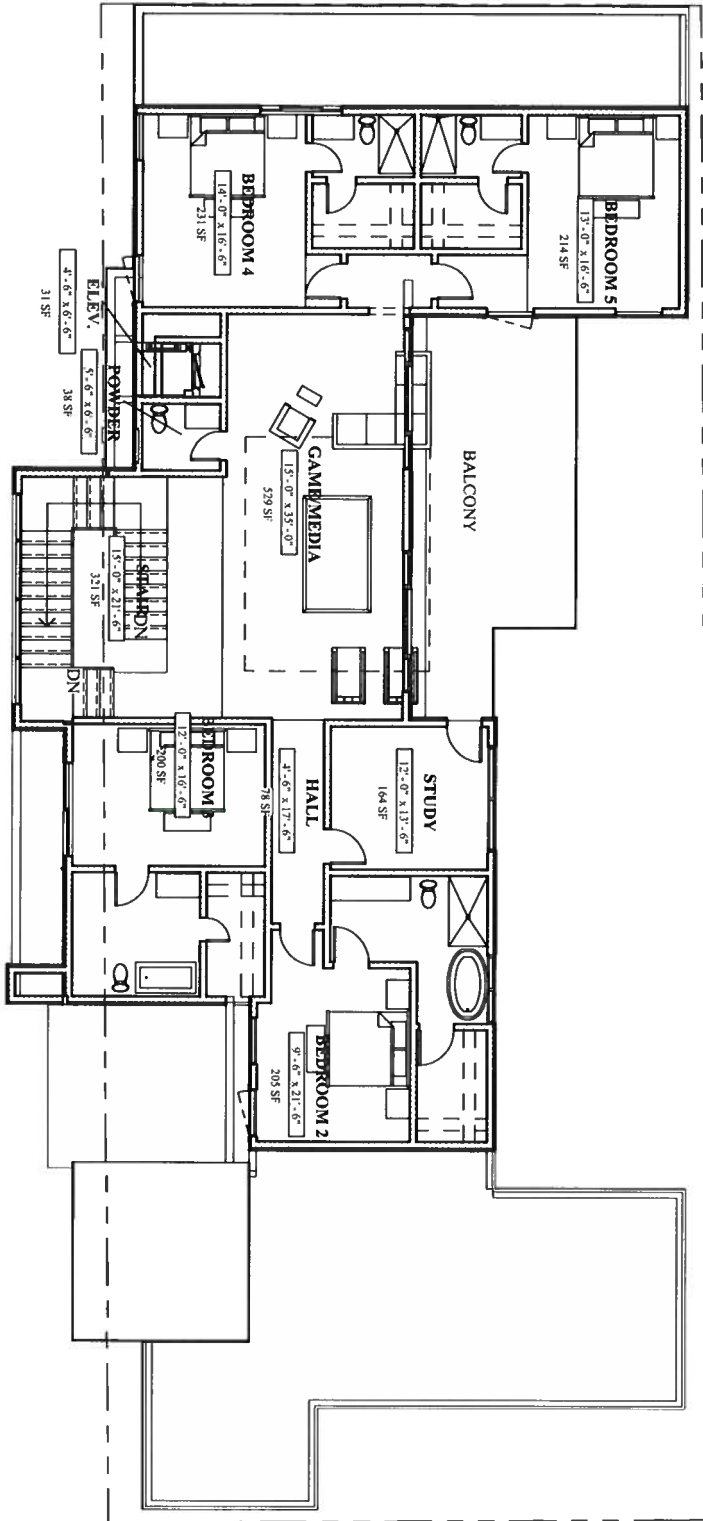 BEDROOM 5
13'-0" x 16'-6"
214 SF
BEDROOM 4
14'-0" x 16'-6"
231 SF
BALCONY
GAME/MEDIA
15'-0" x 35'-0"
529 SF
ELEV.
4'-6" x 6'-6"
31 SF
POWDER
5'-6" x 6'-6"
38 SF
STAIR
DN
15'-0" x 21'-6"
321 SF
DN
STUDY
12'-0" x 13'-6"
164 SF
HALL
4'-6" x 17'-6"
78 SF
BEDROOM 3
12'-0" x 16'-6"
200 SF
BEDROOM 2
9'-6" x 21'-6"
205 SF